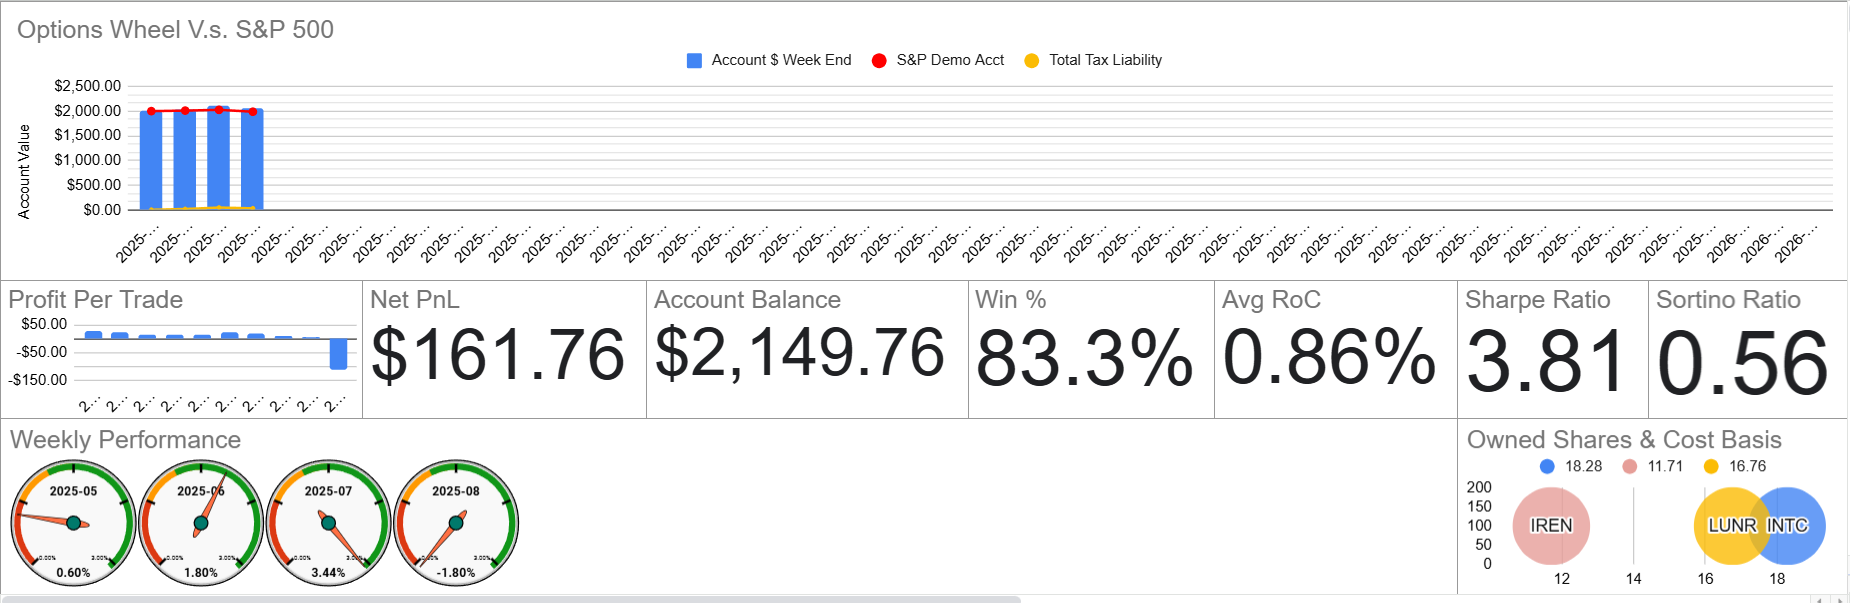 Options Wheel V.s. S&P 500
Account $ Week End
S&P Demo Acct
Total Tax Liability
Account Value
$2,500.00
$2,000.00
$1,500.00
$1,000.00
$500.00
$0.00
2025-... 2025-... 2025-... 2025-... 2025-... 2025-... 2025-... 2025-... 2025-... 2025-... 2025-... 2025-... 2025-... 2025-... 2025-... 2025-... 2025-... 2025-... 2025-... 2025-... 2025-... 2025-... 2025-... 2025-... 2025-... 2025-... 2025-... 2025-... 2025-... 2025-... 2025-... 2025-... 2025-... 2025-... 2025-... 2025-... 2025-... 2025-... 2025-... 2025-... 2025-... 2025-... 2025-... 2025-... 2025-... 2025-... 2025-... 2026-... 2026-... 2026-...
Profit Per Trade
$50.00
-$50.00
-$150.00
2... 2... 2... 2... 2... 2... 2... 2... 2... 2...
Net PnL
$161.76
Account Balance
$2,149.76
Win %
83.3%
Avg RoC
0.86%
Sharpe Ratio
3.81
Sortino Ratio
0.56
Weekly Performance
2025-05
0.00% 3.00%
0.60%
2025-06
0.00% 3.00%
1.80%
2025-07
0.00%
3.44%
2025-08
0.00% 3.00%
-1.80%
Owned Shares & Cost Basis
18.28 11.71 16.76
200
150
100
50
0
IREN
LUNR
INTC
12 14 16 18